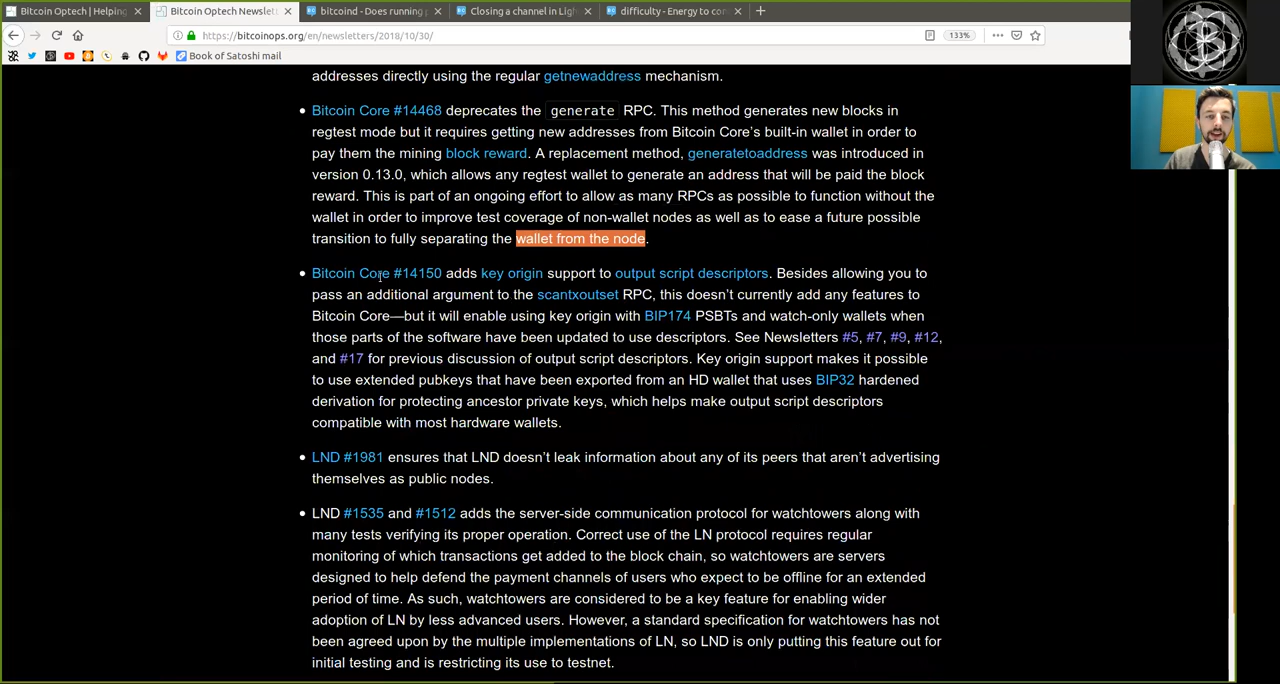 Bitcoin Optech | Helping
Bitcoin Optech Newslett
bitcoind - Does running
Closing a channel in Ligh
difficulty - Energy to co
https://bitcoinops.org/en/newsletters/2018/10/30/
133%
Book of Satoshi mail
addresses directly using the regular getnewaddress mechanism.
Bitcoin Core #14468 deprecates the generate RPC. This method generates new blocks in
regtest mode but it requires getting new addresses from Bitcoin Core's built-in wallet in order to
pay them the mining block reward. A replacement method, generatetoaddress was introduced in
version 0.13.0, which allows any regtest wallet to generate an address that will be paid the block
reward. This is part of an ongoing effort to allow as many RPCs as possible to function without the
wallet in order to improve test coverage of non-wallet nodes as well as to ease a future possible
transition to fully separating the wallet from the node.
Bitcoin Core #14150 adds key origin support to output script descriptors. Besides allowing you to
pass an additional argument to the scantxoutset RPC, this doesn't currently add any features to
Bitcoin Core—but it will enable using key origin with BIP174 PSBTs and watch-only wallets when
those parts of the software have been updated to use descriptors. See Newsletters #5, #7, #9, #12,
and #17 for previous discussion of output script descriptors. Key origin support makes it possible
to use extended pubkeys that have been exported from an HD wallet that uses BIP32 hardened
derivation for protecting ancestor private keys, which helps make output script descriptors
compatible with most hardware wallets.
LND #1981 ensures that LND doesn't leak information about any of its peers that aren't advertising
themselves as public nodes.
LND #1535 and #1512 adds the server-side communication protocol for watchtowers along with
many tests verifying its proper operation. Correct use of the LN protocol requires regular
monitoring of which transactions get added to the block chain, so watchtowers are servers
designed to help defend the payment channels of users who expect to be offline for an extended
period of time. As such, watchtowers are considered to be a key feature for enabling wider
adoption of LN by less advanced users. However, a standard specification for watchtowers has not
been agreed upon by the multiple implementations of LN, so LND is only putting this feature out for
initial testing and is restricting its use to testnet.